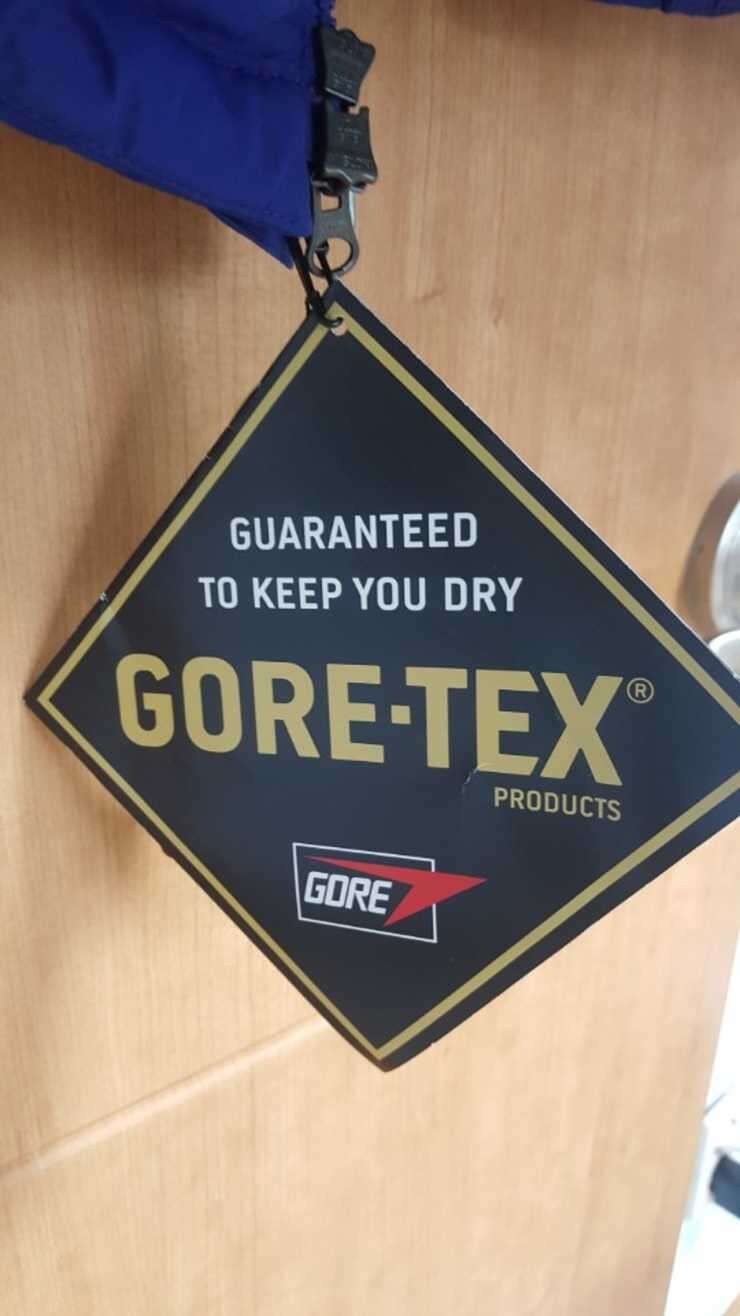 GUARANTEED
TO KEEP YOU DRY
GORE-TEX®
PRODUCTS
GORE